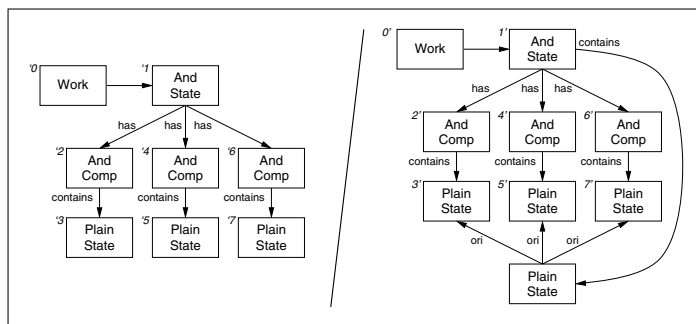 '0
Work
'1
And
State
has
has
has
'2
And
Comp
'4
And
Comp
'6
And
Comp
contains
contains
contains
'3
Plain
State
'5
Plain
State
'7
Plain
State
0'
Work
1'
And
State
contains
has
has
has
2'
And
Comp
4'
And
Comp
6'
And
Comp
contains
contains
contains
3'
Plain
State
5'
Plain
State
7'
Plain
State
ori
ori
ori
Plain
State